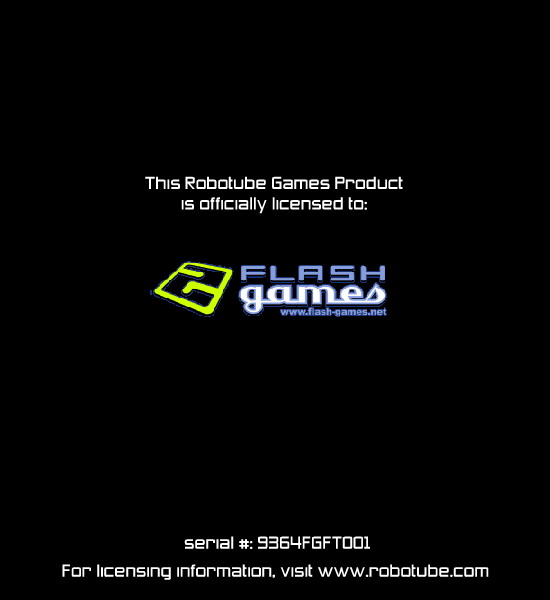 This Robotube Games Product
is officially licensed to:
FLASH
games
www.flash-games.net
serial #: 9364FGFT001
For licensing information, visit www.robotube.com